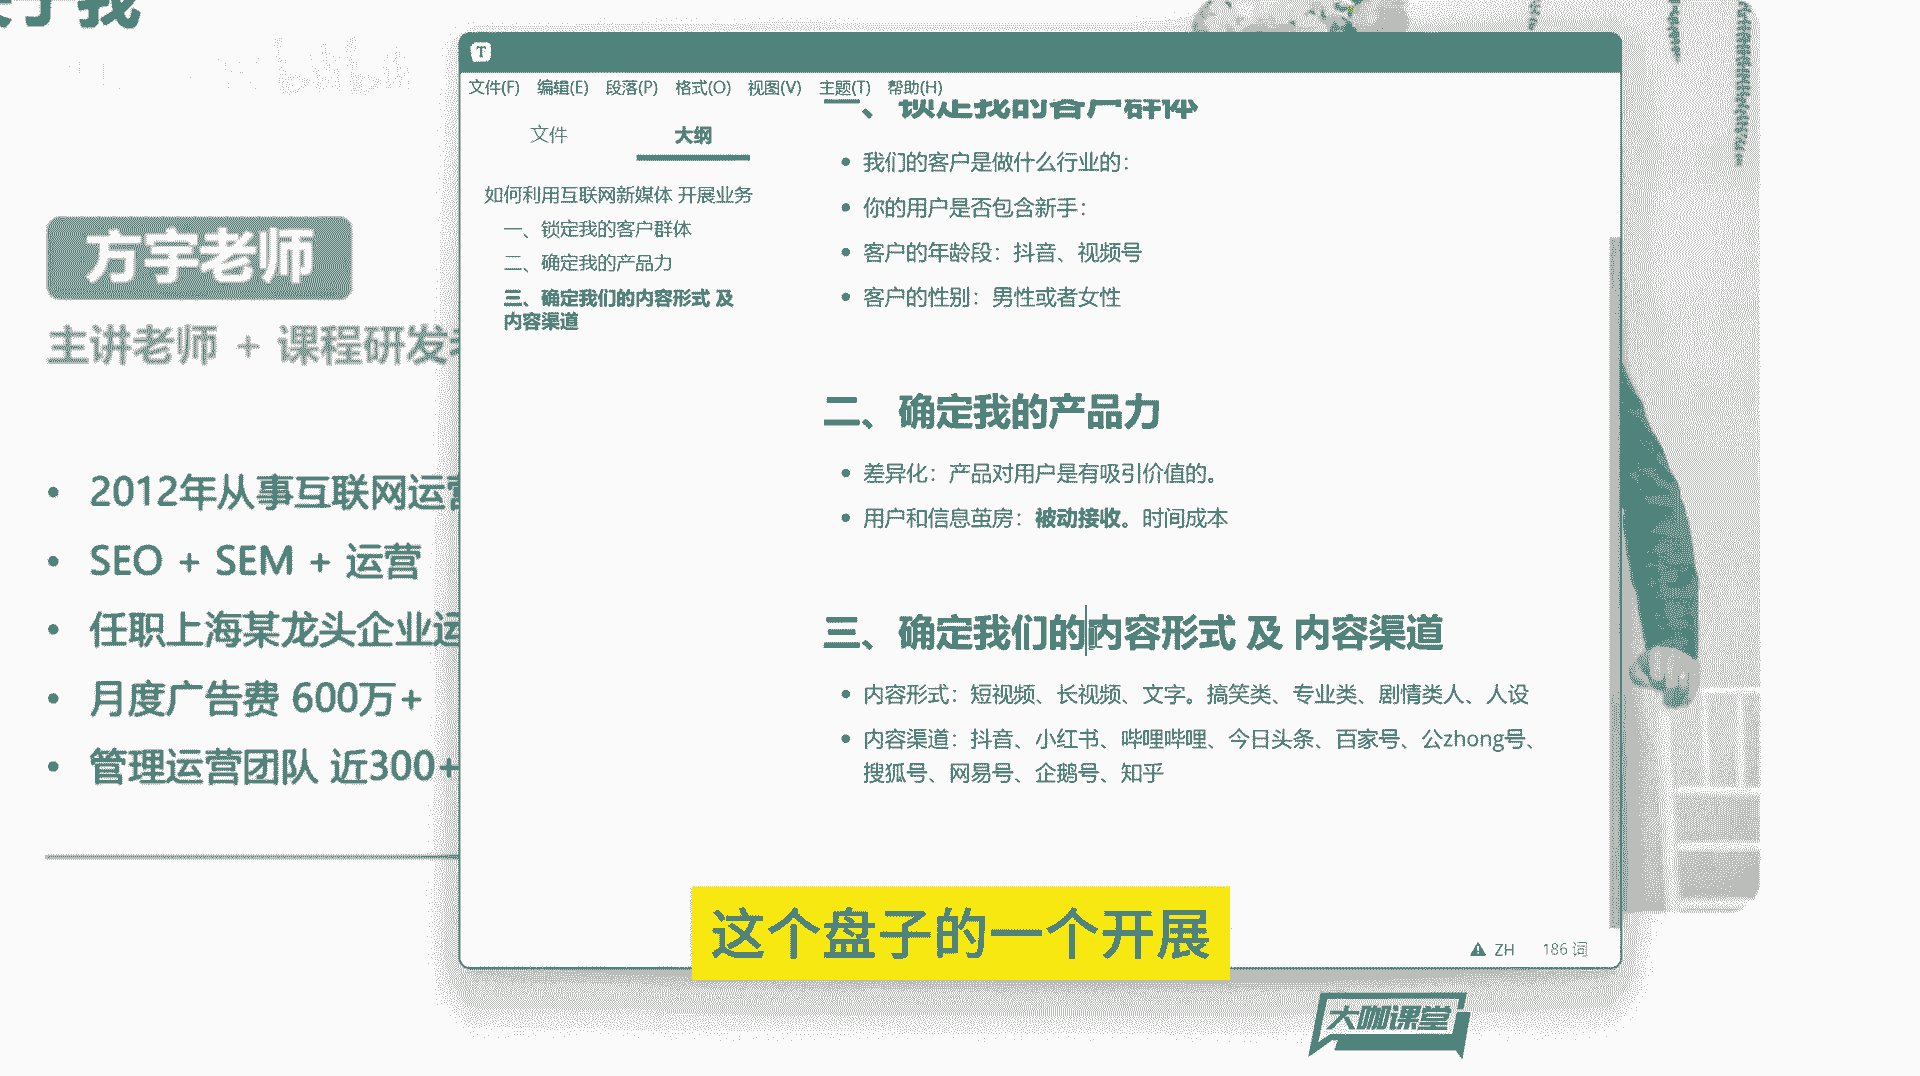 于我
bilibili
方宇老师
主讲老师 + 课程研发
2012年从事互联网运营
SEO + SEM + 运营
任职上海某龙头企业运
月度广告费 600万+
管理运营团队 近300+
文件(F) 编辑(E) 段落(P) 格式(O) 视图(V) 主题(T) 帮助(H)
文件 大纲
如何利用互联网新媒体 开展业务
一、锁定我的客户群体
二、确定我的产品力
三、确定我们的内容形式 及
内容渠道
一、锁定我的客户群体
我们的客户是做什么行业的：
你的用户是否包含新手：
客户的年龄段：抖音、视频号
客户的性别：男性或者女性
二、确定我的产品力
差异化：产品对用户是有吸引价值的。
用户和信息茧房：被动接收。时间成本
三、确定我们的内容形式 及 内容渠道
内容形式：短视频、长视频、文字。搞笑类、专业类、剧情类人、人设
内容渠道：抖音、小红书、哔哩哔哩、今日头条、百家号、公zhong号、
搜狐号、网易号、企鹅号、知乎
ZH 186 词
这个盘子的一个开展
大咖课堂